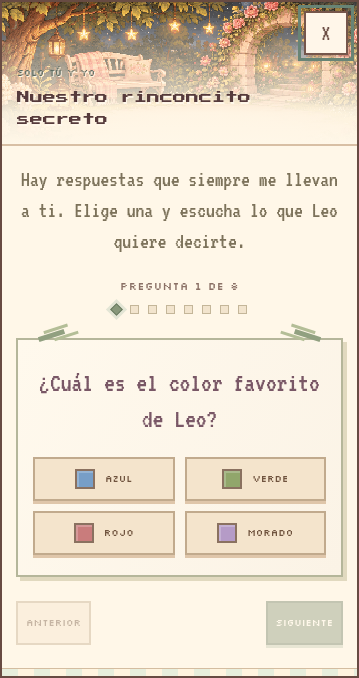 X
SOLO TÚ Y YO
Nuestro rinconcito
secreto
Hay respuestas que siempre me llevan
a ti. Elige una y escucha lo que Leo
quiere decirte.
PREGUNTA 1 DE 8
¿Cuál es el color favorito
de Leo?
AZUL
VERDE
ROJO
MORADO
ANTERIOR
SIGUIENTE